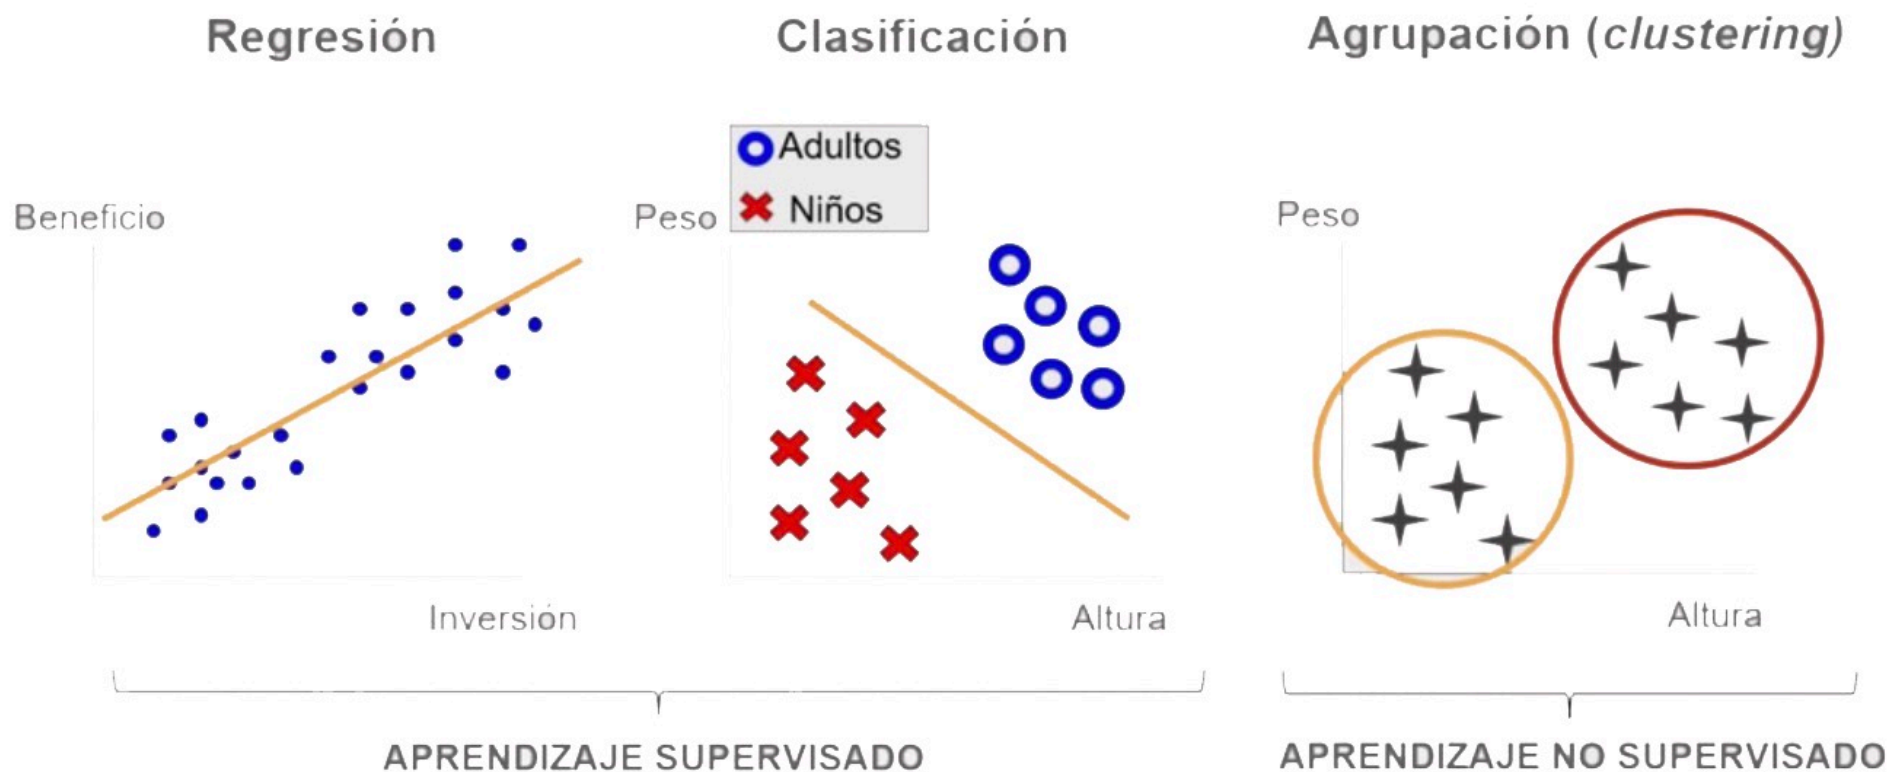 Regresión
Clasificación
Agrupación (clustering)
Adultos
Niños
Beneficio
Peso
Peso
Inversión
Altura
Altura
APRENDIZAJE SUPERVISADO
APRENDIZAJE NO SUPERVISADO